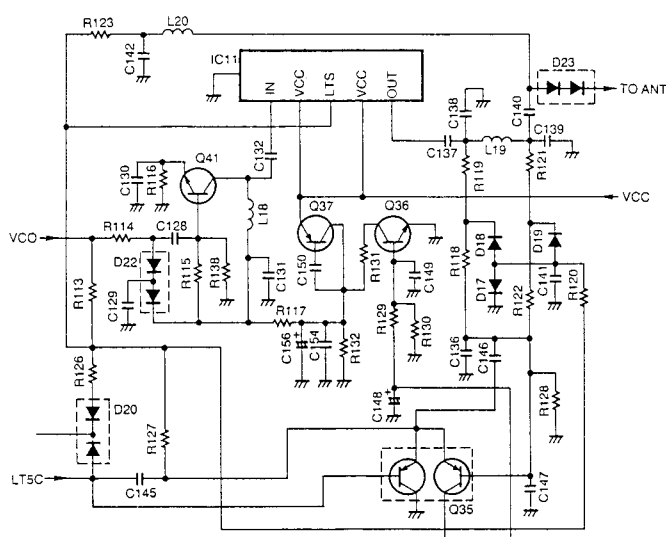 R123
L20
C142
IC11
IN
VCC
LTS
VCC
OUT
D23
TO ANT
C138
C140
C137
L19
C139
R119
R121
C130
R116
Q41
C132
L18
Q37
Q36
VCC
VCO
R114
C128
D22
R115
R138
C131
C150
R131
C149
R118
D18
D19
D17
C141
R120
R113
C129
R117
C156
C154
R132
R129
R130
R122
C136
C146
R126
D20
R127
C148
R128
LT5C
C145
Q35
C147